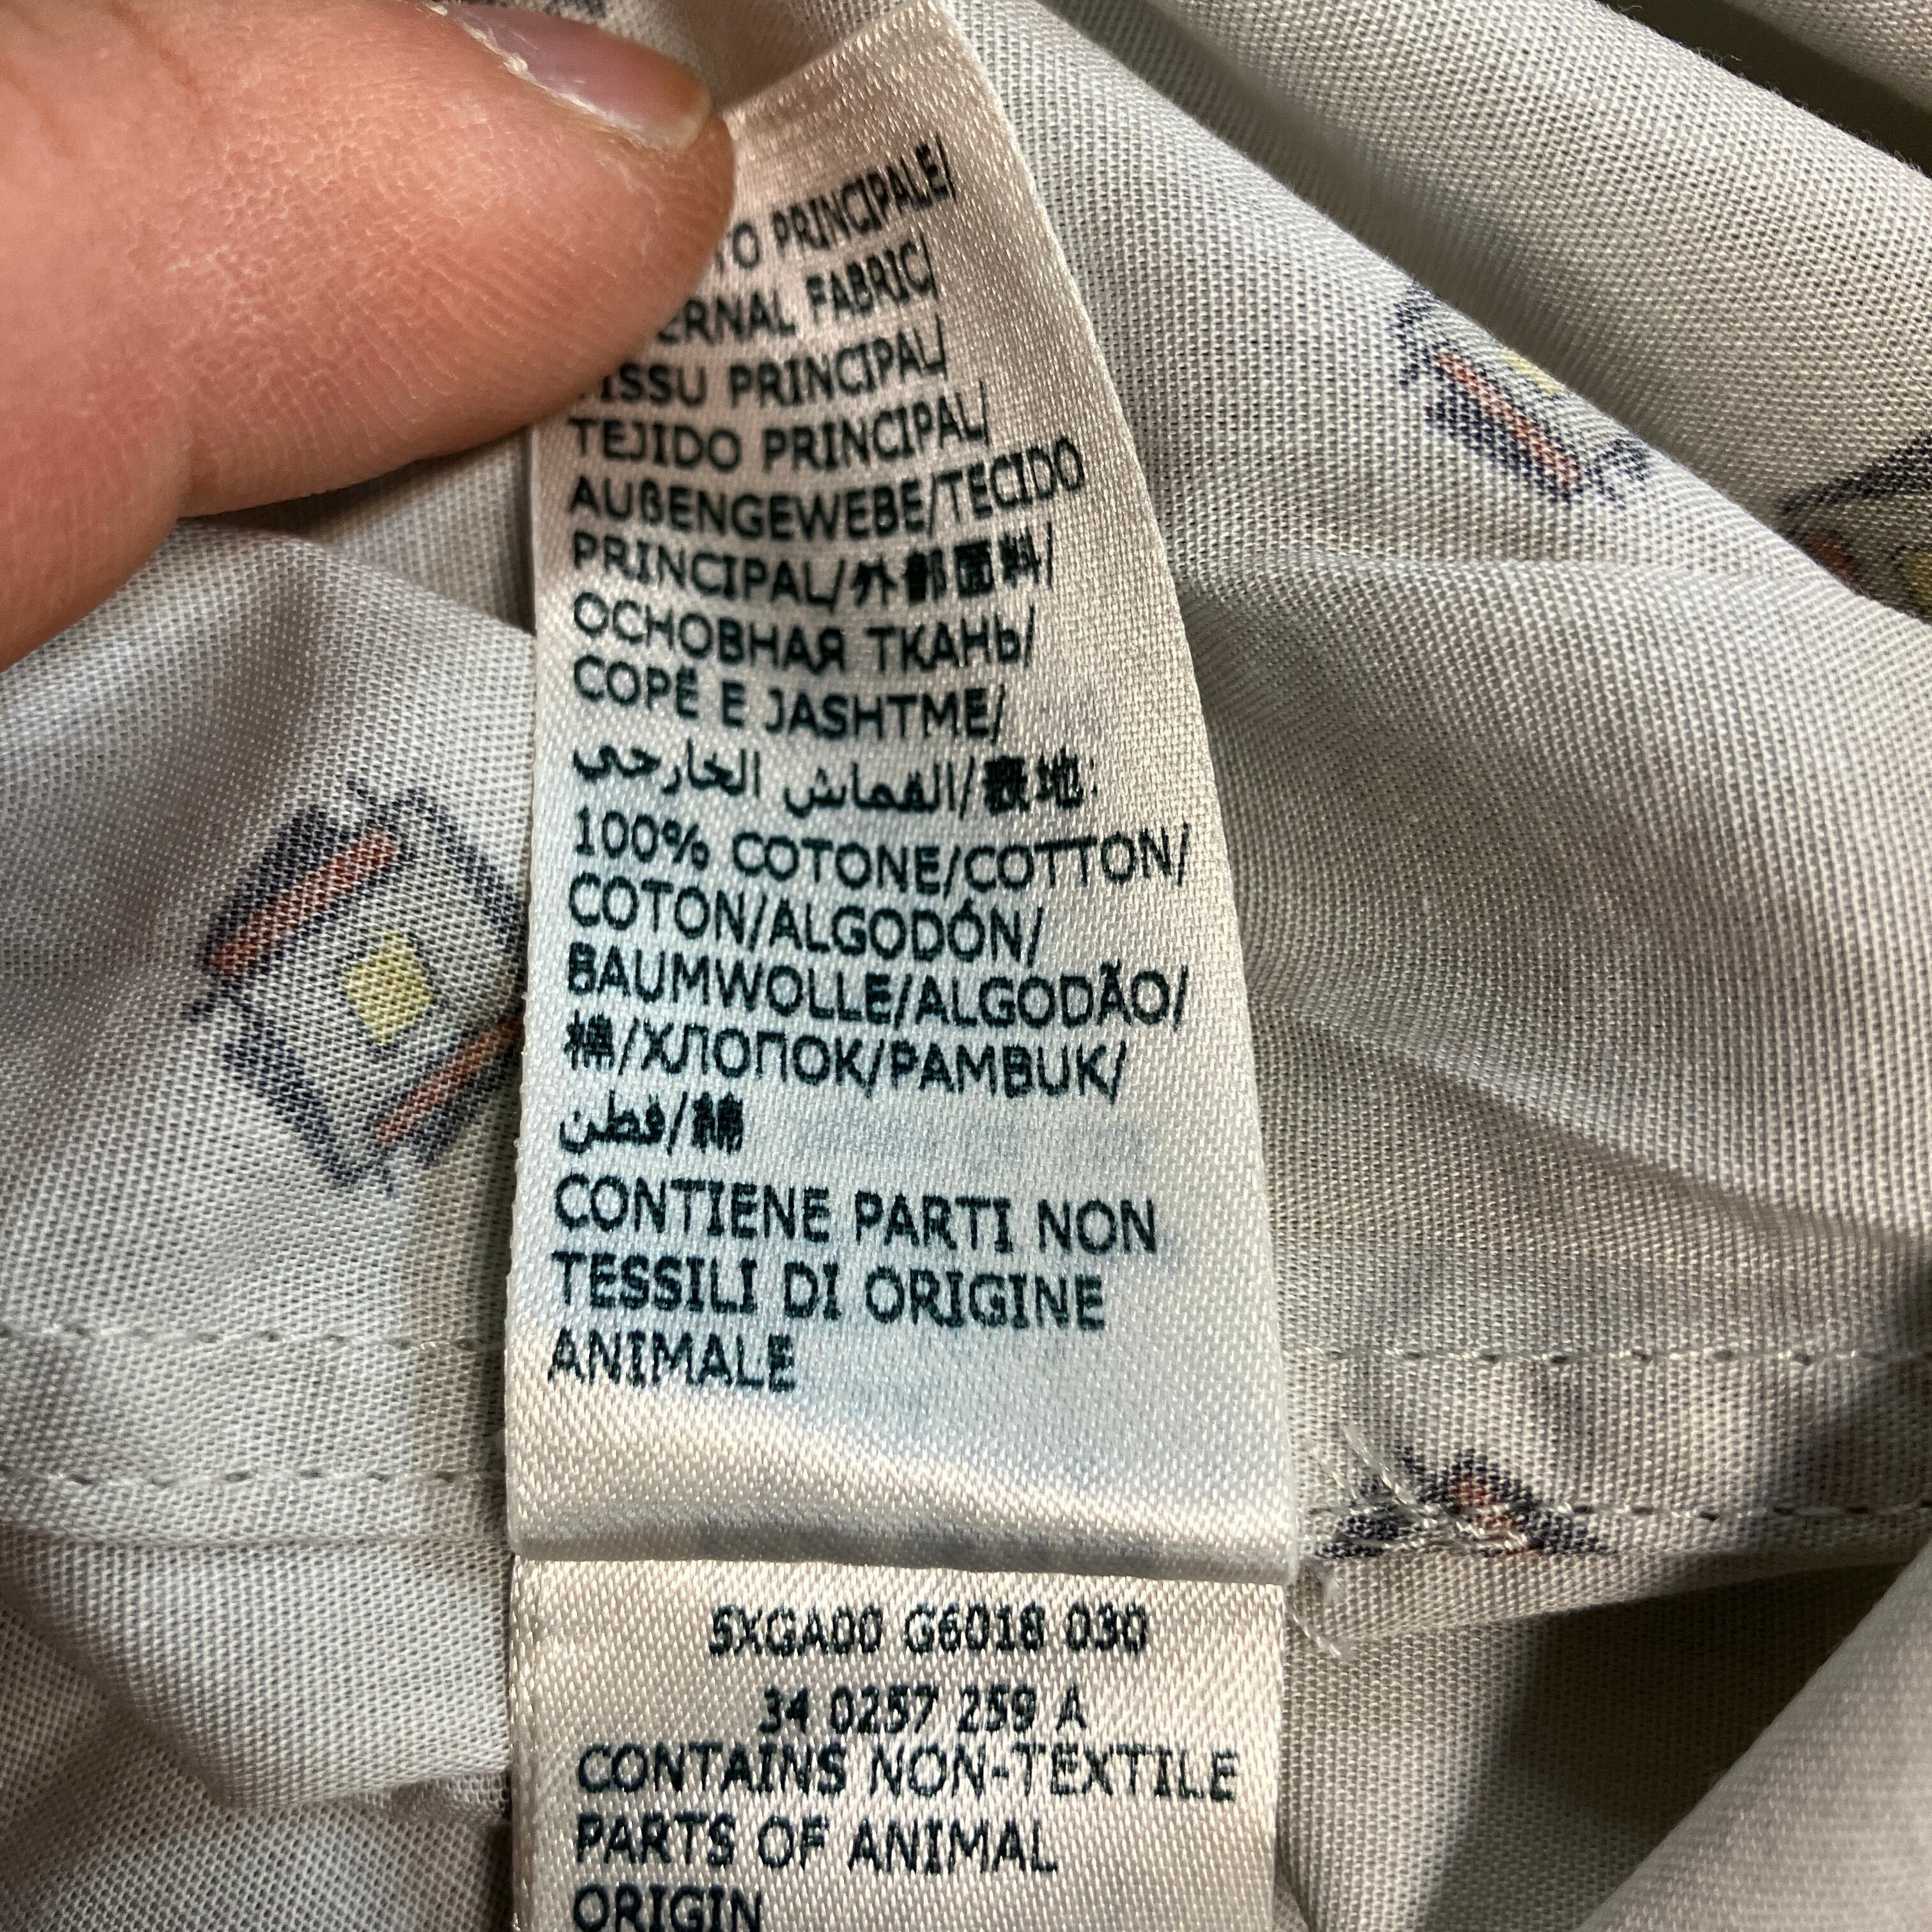 PRINCIPALE/
FABRIC/
TISSU PRINCIPAL/
TEJIDO PRINCIPAL/
AUßENGEWEBE/TECIDO
PRINCIPAL/外部面料/
ОСНОВНАЯ ТКАНЬ/
COPË E JASHTME/
القماش الخارجي/表地:
100% COTONE/COTTON/
COTON/ALGODÓN/
BAUMWOLLE/ALGODÃO/
棉/ХЛОПОК/PAMBUK/
قطن/綿
CONTIENE PARTI NON
TESSILI DI ORIGINE
ANIMALE
5XGA00 G6018 030
34 0257 259 A
CONTAINS NON-TEXTILE
PARTS OF ANIMAL
ORIGIN